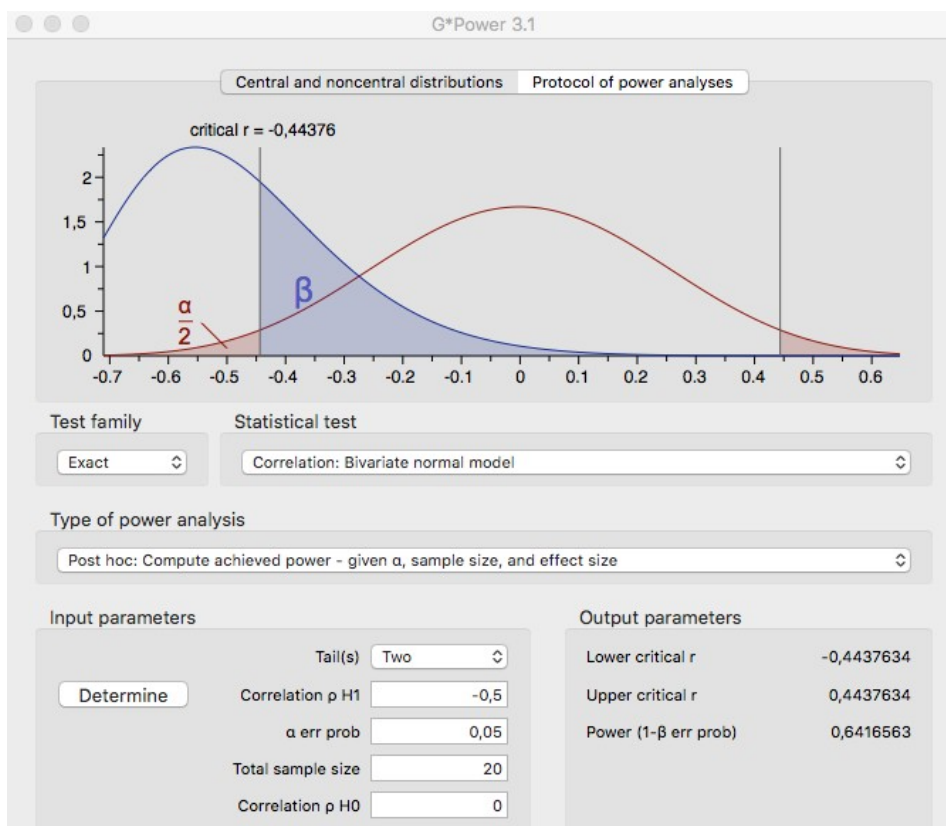 G*Power 3.1
Central and noncentral distributions Protocol of power analyses
critical r = -0,44376
2
1,5
1
0,5
0
α
2
β
-0.7 -0.6 -0.5 -0.4 -0.3 -0.2 -0.1 0 0.1 0.2 0.3 0.4 0.5 0.6
Test family Statistical test
Exact Correlation: Bivariate normal model
Type of power analysis
Post hoc: Compute achieved power - given α, sample size, and effect size
Input parameters Output parameters
Tail(s) Two Lower critical r -0,4437634
Determine Correlation ρ H1 -0,5 Upper critical r 0,4437634
α err prob 0,05 Power (1-β err prob) 0,6416563
Total sample size 20
Correlation ρ H0 0